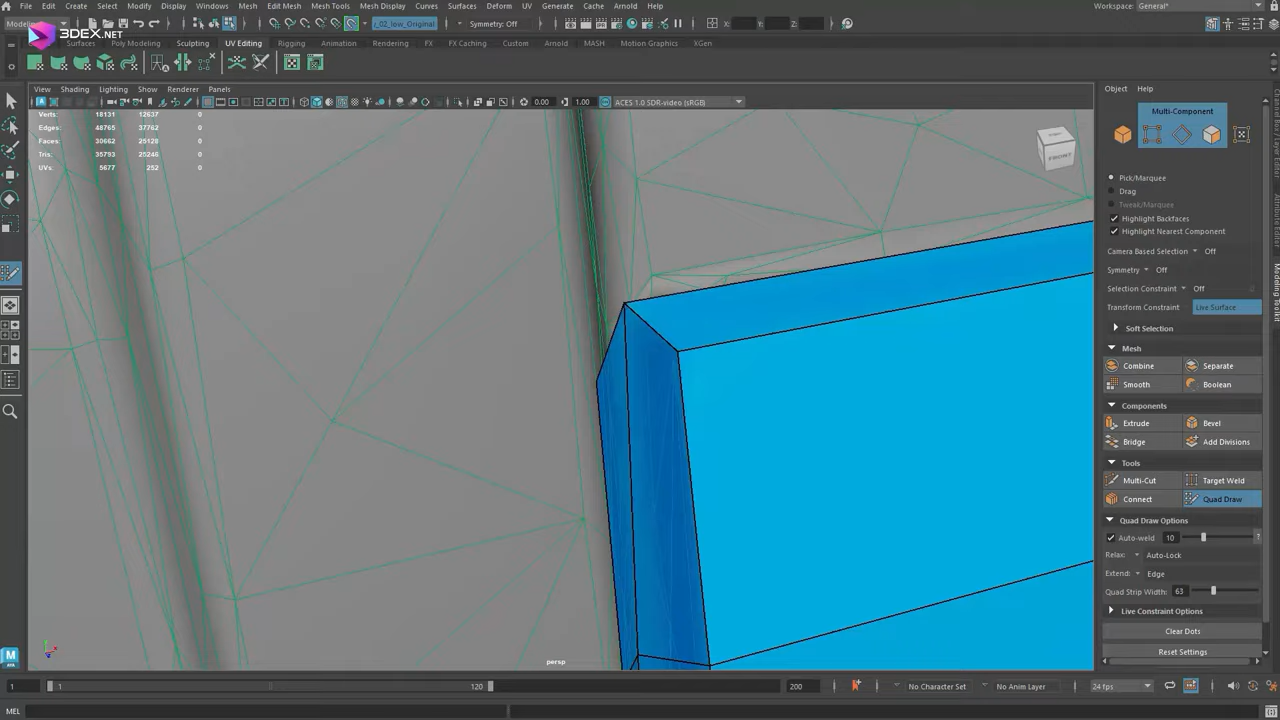 File Edit Create Select Modify Display Windows Mesh Edit Mesh Mesh Tools Mesh Display Curves Surfaces Deform UV Generate Cache Arnold Help Workspace: General*
z_02_low_Original Symmetry: Off X: Y: Z:
3DEX.NET
Surfaces Poly Modeling Sculpting UV Editing Rigging Animation Rendering FX FX Caching Custom Arnold MASH Motion Graphics XGen
View Shading Lighting Show Renderer Panels Object Help
0.00 1.00 ACES 1.0 SDR-video (sRGB)
Verts: 18131 12637 0
Edges: 48765 37762 0
Faces: 30662 25128 0
Tris: 35793 25246 0
UVs: 5677 252 0
FRONT
Multi-Component
Pick/Marquee
Drag
Tweak/Marquee
Highlight Backfaces
Highlight Nearest Component
Camera Based Selection Off
Symmetry Off
Selection Constraint Off
Transform Constraint Live Surface
Soft Selection
Mesh
Combine Separate
Smooth Boolean
Components
Extrude Bevel
Bridge Add Divisions
Tools
Multi-Cut Target Weld
Connect Quad Draw
Quad Draw Options
Auto-weld 10 ?
Relax: Auto-Lock
Extend: Edge
Quad Strip Width: 63
Live Constraint Options
Clear Dots
Reset Settings
Modeling Toolkit
persp
1 1 120 200 No Character Set No Anim Layer 24 fps
MEL